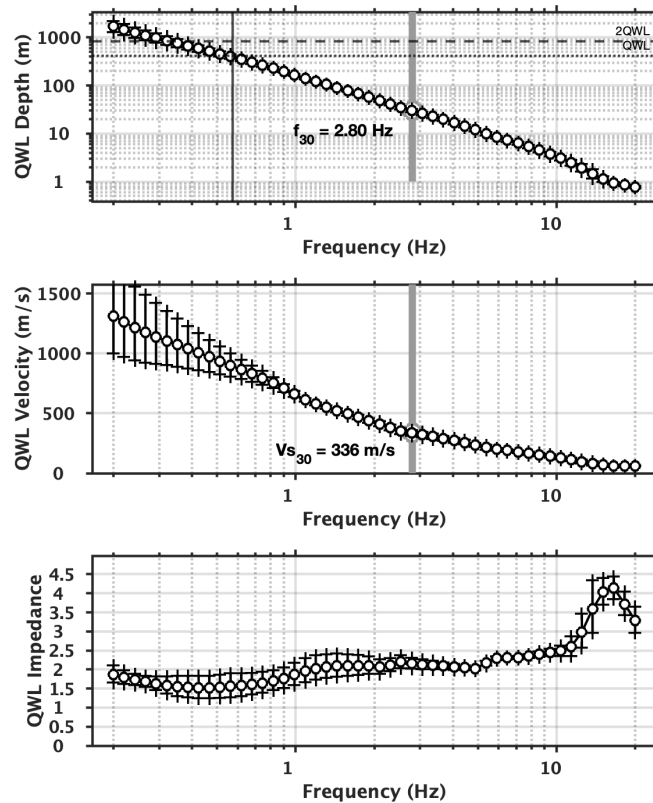 1000
100
10
1
QWL Depth (m)
2QWL
QWL
f30 = 2.80 Hz
1
10
Frequency (Hz)
1500
1000
500
0
QWL Velocity (m/s)
Vs30 = 336 m/s
1
10
Frequency (Hz)
4.5
4
3.5
3
2.5
2
1.5
1
0.5
0
QWL Impedance
1
10
Frequency (Hz)